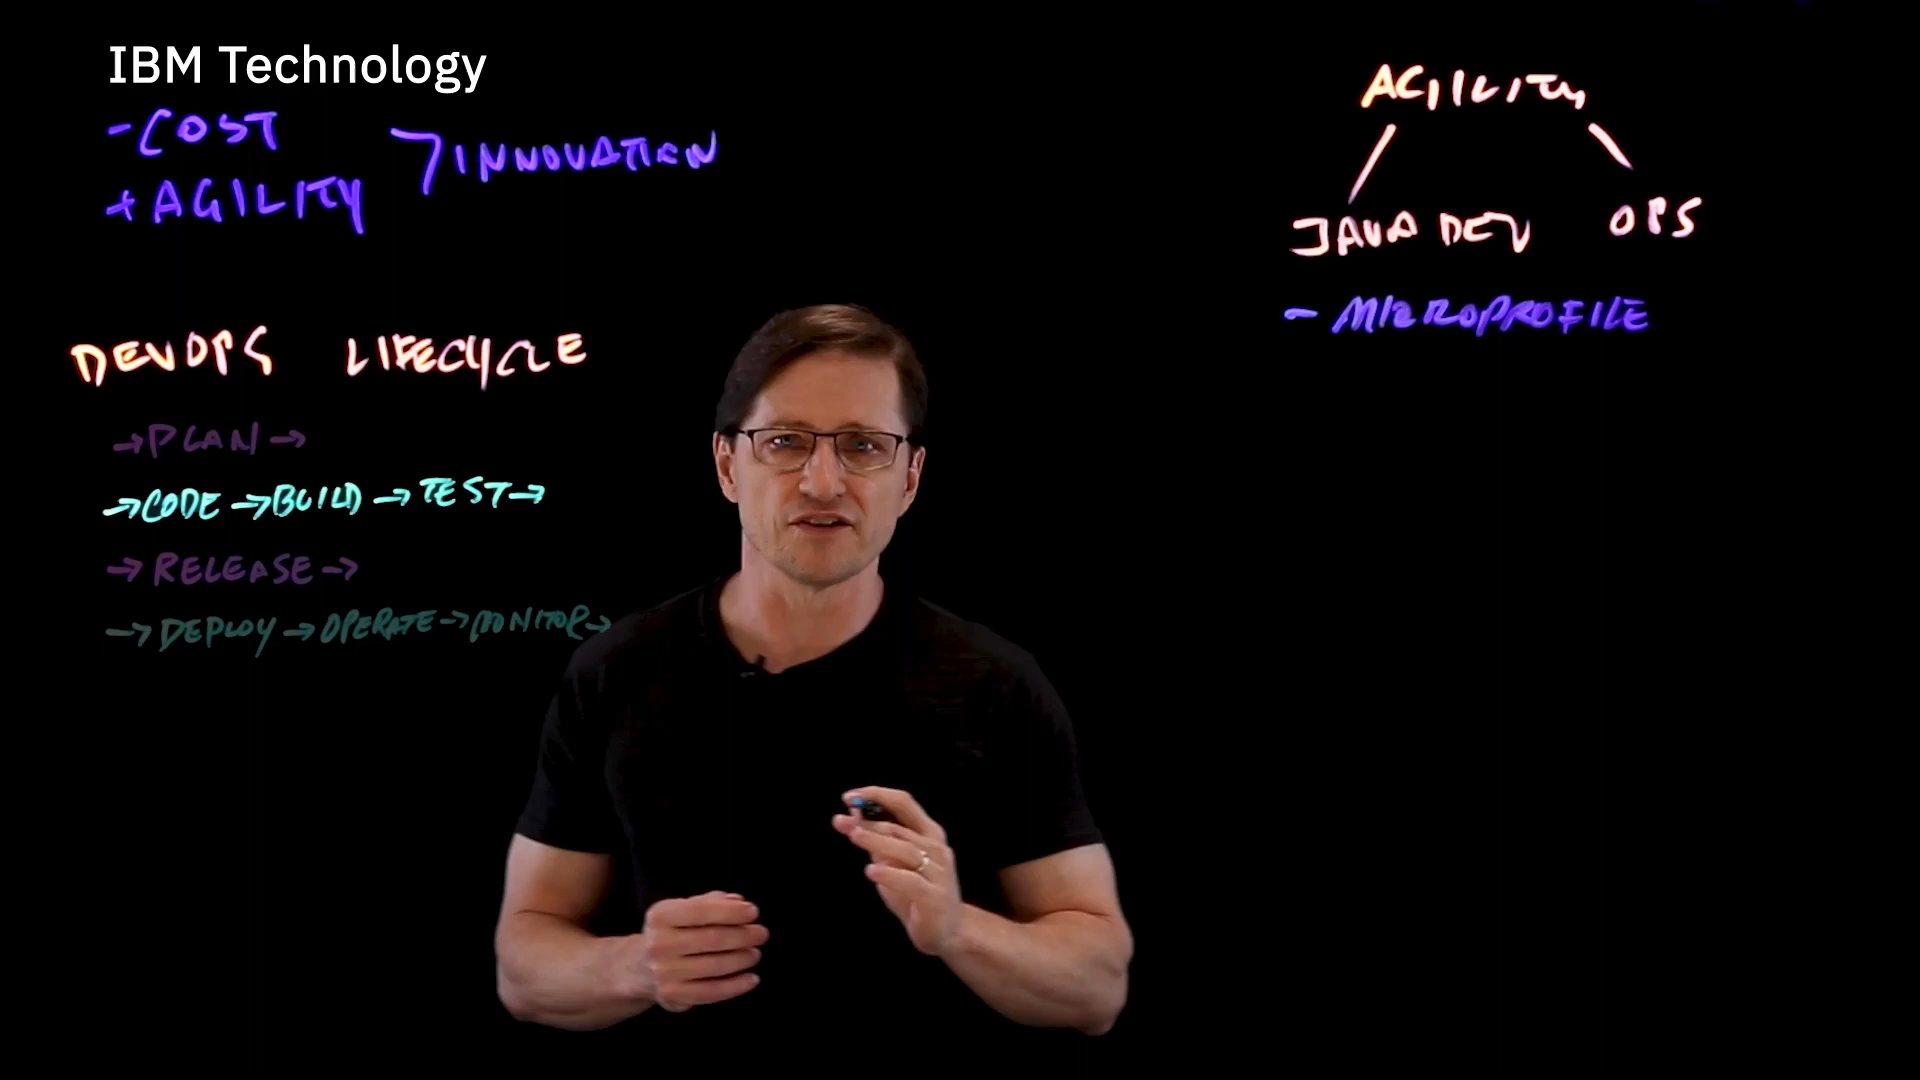 IBM Technology
- COST
+ AGILITY
> INNOVATION
DEVOPS LIFECYCLE
→ PLAN →
→ CODE → BUILD → TEST →
→ RELEASE →
→ DEPLOY → OPERATE → MONITOR →
AGILITY
JAVA DEV OPS
- MICROPROFILE